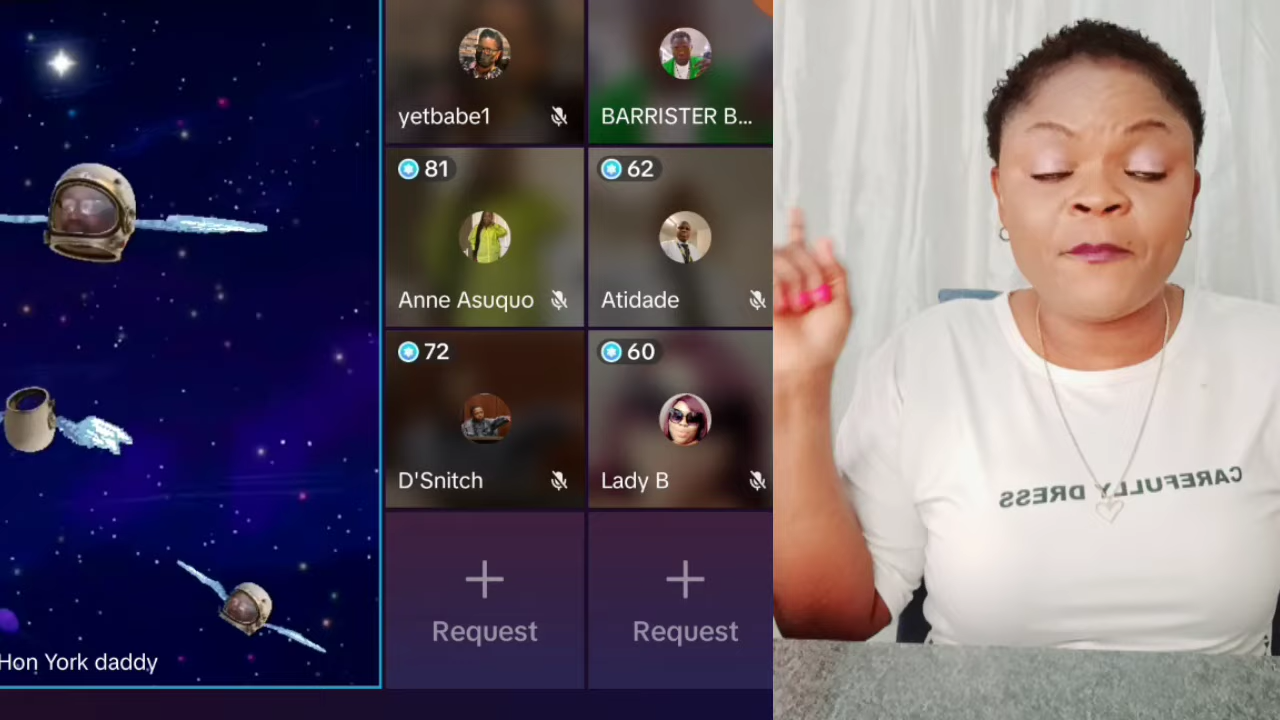 yetbabe1
BARRISTER B...
81
62
Anne Asuquo
Atidade
72
60
D'Snitch
Lady B
Request
Request
Hon York daddy
CAREFULLY DRESS